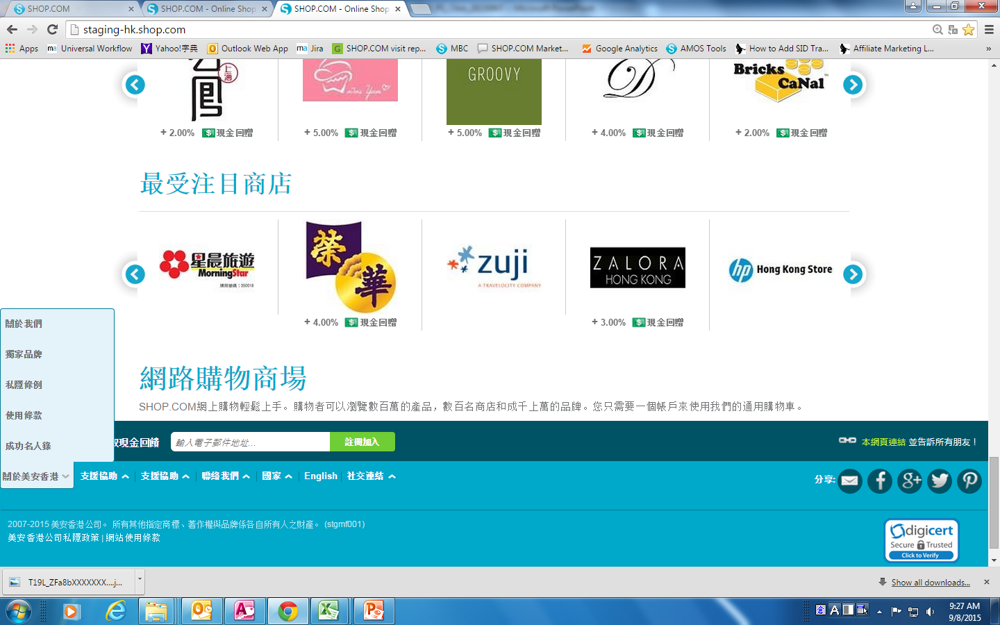 SHOP.COM
SHOP.COM - Online Shop
SHOP.COM - Online Shop
staging-hk.shop.com
Apps
ma Universal Workflow
Yahoo!字典
Outlook Web App
ma Jira
SHOP.COM visit rep...
MBC
SHOP.COM Market...
Google Analytics
AMOS Tools
How to Add SID Tra...
Affiliate Marketing L...
»
上海
GROOVY
D
Bricks CaNal
+ 2.00% 現金回贈
+ 5.00% 現金回贈
+ 5.00% 現金回贈
+ 4.00% 現金回贈
+ 2.00% 現金回贈
最受注目商店
星晨旅遊
MorningStar
牌照號碼：350018
榮
華
zuji
A TRAVELOCITY COMPANY
ZALORA
HONG KONG
hp Hong Kong Store
+ 4.00% 現金回贈
+ 3.00% 現金回贈
關於我們
獨家品牌
私隱條例
使用條款
成功名人錄
網路購物商場
SHOP.COM網上購物輕鬆上手。購物者可以瀏覽數百萬的產品，數百名商店和成千上萬的品牌。您只需要一個帳戶來使用我們的通用購物車。
現金回饋
輸入電子郵件地址...
註冊加入
本網頁連結 並告訴所有朋友！
關於美安香港
支援協助
支援協助
聯絡我們
國家
English
社交連結
分享:
2007-2015 美安香港公司。 所有其他指定商標、著作權與品牌係各自所有人之財產。 (stgmf001)
美安香港公司私隱政策 | 網站使用條款
digicert
Secure Trusted
Click to Verify
T19L_ZFa8bXXXXXXX....j...
Show all downloads...
9:27 AM
9/8/2015